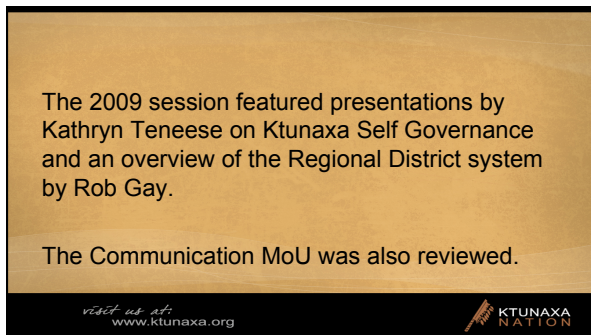 The 2009 session featured presentations by
Kathryn Teneese on Ktunaxa Self Governance
and an overview of the Regional District system
by Rob Gay.
The Communication MoU was also reviewed.
visit us at:
www.ktunaxa.org
KTUNAXA
NATION